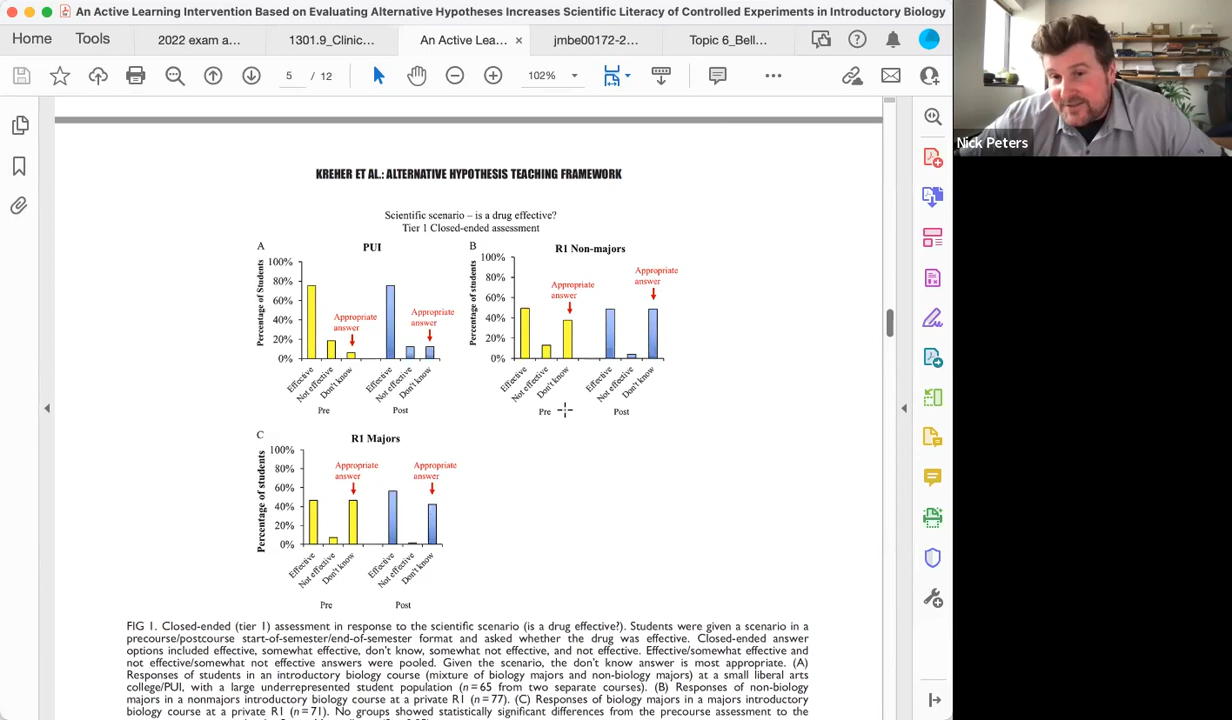 An Active Learning Intervention Based on Evaluating Alternative Hypotheses Increases Scientific Literacy of Controlled Experiments in Introductory Biology
Home
Tools
2022 exam a...
1301.9_Clinic...
An Active Lea... ×
jmbe00172-2...
Topic 6_Bell...
5 / 12
102%
Nick Peters
KREHER ET AL.: ALTERNATIVE HYPOTHESIS TEACHING FRAMEWORK
Scientific scenario – is a drug effective?
Tier 1 Closed-ended assessment
A
PUI
Percentage of Students
100%
80%
60%
40%
20%
0%
Appropriate
answer
Appropriate
answer
Effective
Not effective
Don't know
Effective
Not effective
Don't know
Pre
Post
B
R1 Non-majors
Percentage of students
100%
80%
60%
40%
20%
0%
Appropriate
answer
Appropriate
answer
Effective
Not effective
Don't know
Effective
Not effective
Don't know
Pre
Post
C
R1 Majors
Percentage of students
100%
80%
60%
40%
20%
0%
Appropriate
answer
Appropriate
answer
Effective
Not effective
Don't know
Effective
Not effective
Don't know
Pre
Post
FIG 1. Closed-ended (tier 1) assessment in response to the scientific scenario (is a drug effective?). Students were given a scenario in a
precourse/postcourse start-of-semester/end-of-semester format and asked whether the drug was effective. Closed-ended answer
options included effective, somewhat effective, don't know, somewhat not effective, and not effective. Effective/somewhat effective and
not effective/somewhat not effective answers were pooled. Given the scenario, the don't know answer is most appropriate. (A)
Responses of students in an introductory biology course (mixture of biology majors and non-biology majors) at a small liberal arts
college/PUI, with a large underrepresented student population (n = 65 from two separate courses). (B) Responses of non-biology
majors in a nonmajors introductory biology course at a private R1 (n = 77). (C) Responses of biology majors in a majors introductory
biology course at a private R1 (n = 71). No groups showed statistically significant differences from the precourse assessment to the